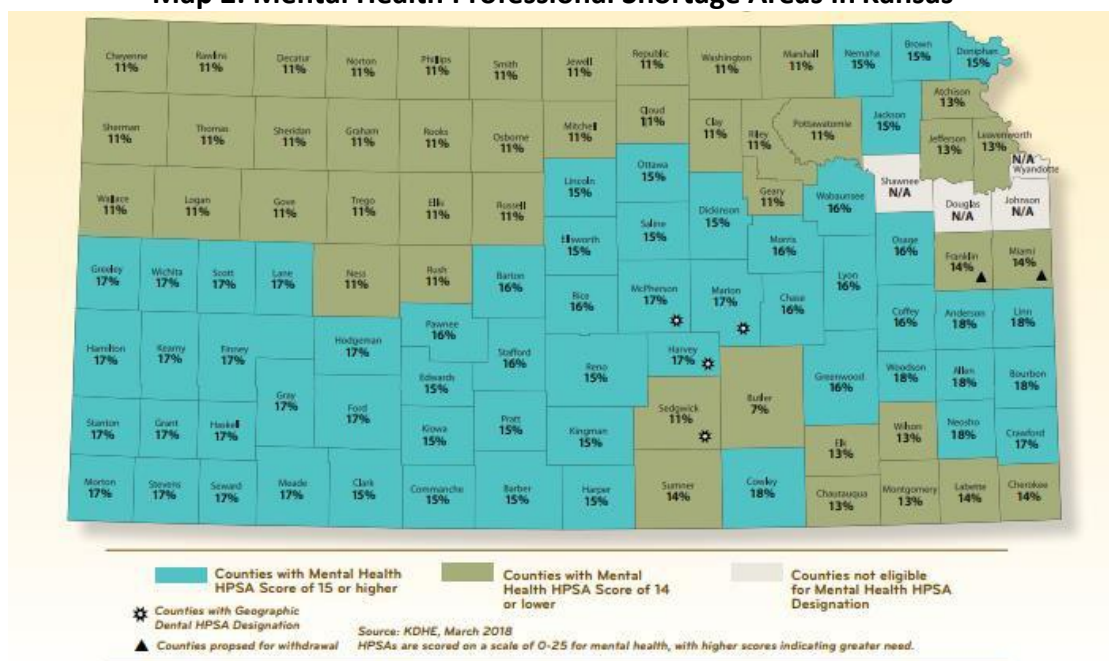 Map 2: Mental Health Professional Shortage Areas in Kansas
Cheyenne 11%
Rawlins 11%
Decatur 11%
Norton 11%
Phillips 11%
Smith 11%
Jewell 11%
Republic 11%
Washington 11%
Marshall 11%
Nemaha 15%
Brown 15%
Doniphan 15%
Sherman 11%
Thomas 11%
Sheridan 11%
Graham 11%
Rooks 11%
Osborne 11%
Mitchell 11%
Cloud 11%
Clay 11%
Riley 11%
Pottawatomie 11%
Jackson 15%
Atchison 13%
Jefferson 13%
Leavenworth 13%
N/A Wyandotte
Wallace 11%
Logan 11%
Gove 11%
Trego 11%
Ellis 11%
Russell 11%
Lincoln 15%
Ottawa 15%
Saline 15%
Dickinson 15%
Geary 11%
Wabaunsee 16%
Shawnee N/A
Douglas N/A
Johnson N/A
Ellsworth 15%
Morris 16%
Lyon 16%
Osage 16%
Franklin 14%
Miami 14%
Greeley 17%
Wichita 17%
Scott 17%
Lane 17%
Ness 11%
Rush 11%
Barton 16%
Rice 16%
McPherson 17%
Marion 17%
Chase 16%
Coffey 16%
Anderson 18%
Linn 18%
Hamilton 17%
Kearny 17%
Finney 17%
Hodgeman 17%
Pawnee 16%
Stafford 16%
Edwards 15%
Reno 15%
Harvey 17%
Greenwood 16%
Woodson 18%
Allen 18%
Bourbon 18%
Gray 17%
Ford 17%
Kiowa 15%
Pratt 15%
Kingman 15%
Sedgwick 11%
Butler 7%
Elk 13%
Wilson 13%
Neosho 18%
Crawford 17%
Stanton 17%
Grant 17%
Haskell 17%
Morton 17%
Stevens 17%
Seward 17%
Meade 17%
Clark 15%
Commanche 15%
Barber 15%
Harper 15%
Sumner 14%
Cowley 18%
Chautauqua 13%
Montgomery 13%
Labette 14%
Cherokee 14%
Counties with Mental Health
HPSA Score of 15 or higher
Counties with Mental
Health HPSA Score of 14
or lower
Counties not eligible
for Mental Health HPSA
Designation
Counties with Geographic
Dental HPSA Designation
Counties propsed for withdrawal
Source: KDHE, March 2018
HPSAs are scored on a scale of 0-25 for mental health, with higher scores indicating greater need.